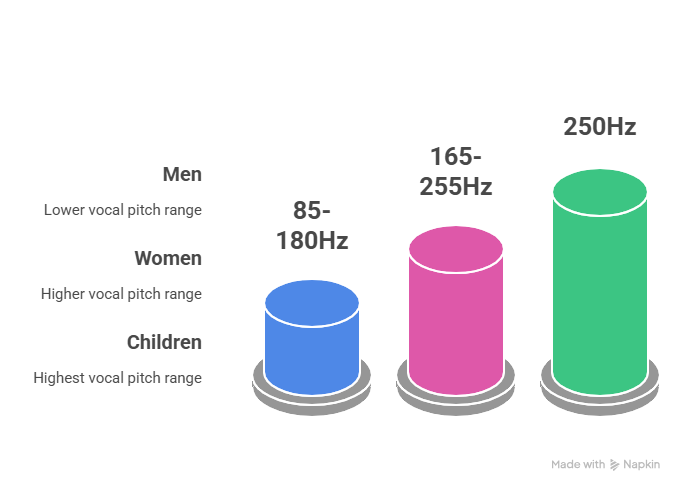 Men
Lower vocal pitch range
Women
Higher vocal pitch range
Children
Highest vocal pitch range
85-
180Hz
165-
255Hz
250Hz
Made with Napkin